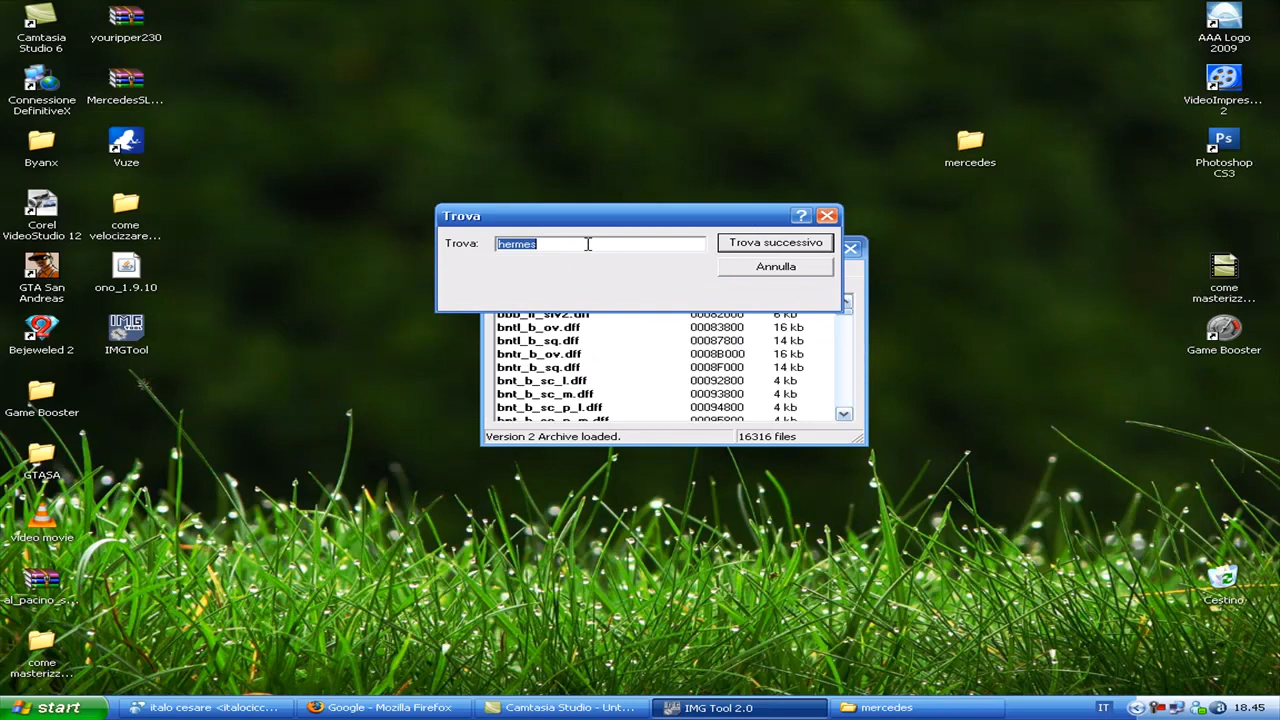 Camtasia
Studio 6
youripper230
AAA Logo
2009
Connessione
DefinitiveX
MercedesSL...
VideoImpres...
2
Byanx
Vuze
mercedes
Photoshop
CS3
Corel
VideoStudio 12
come
velocizzare...
Trova
Trova:
hermes
Trova successivo
Annulla
GTA San
Andreas
ono_1.9.10
come
masterizz...
bntl_b_ov.dff 00083800 16 kb
bntl_b_sq.dff 00087800 14 kb
bntr_b_ov.dff 0008B000 16 kb
bntr_b_sq.dff 0008F000 14 kb
bnt_b_sc_l.dff 00092800 4 kb
bnt_b_sc_m.dff 00093800 4 kb
bnt_b_sc_p_l.dff 00094800 4 kb
Bejeweled 2
IMGTool
Game Booster
Game Booster
Version 2 Archive loaded.
16316 files
GTASA
video movie
al_pacino_s...
Cestino
come
masterizz...
start
italo cesare <italocicc...
Google - Mozilla Firefox
Camtasia Studio - Unt...
IMG Tool 2.0
mercedes
IT
18.45